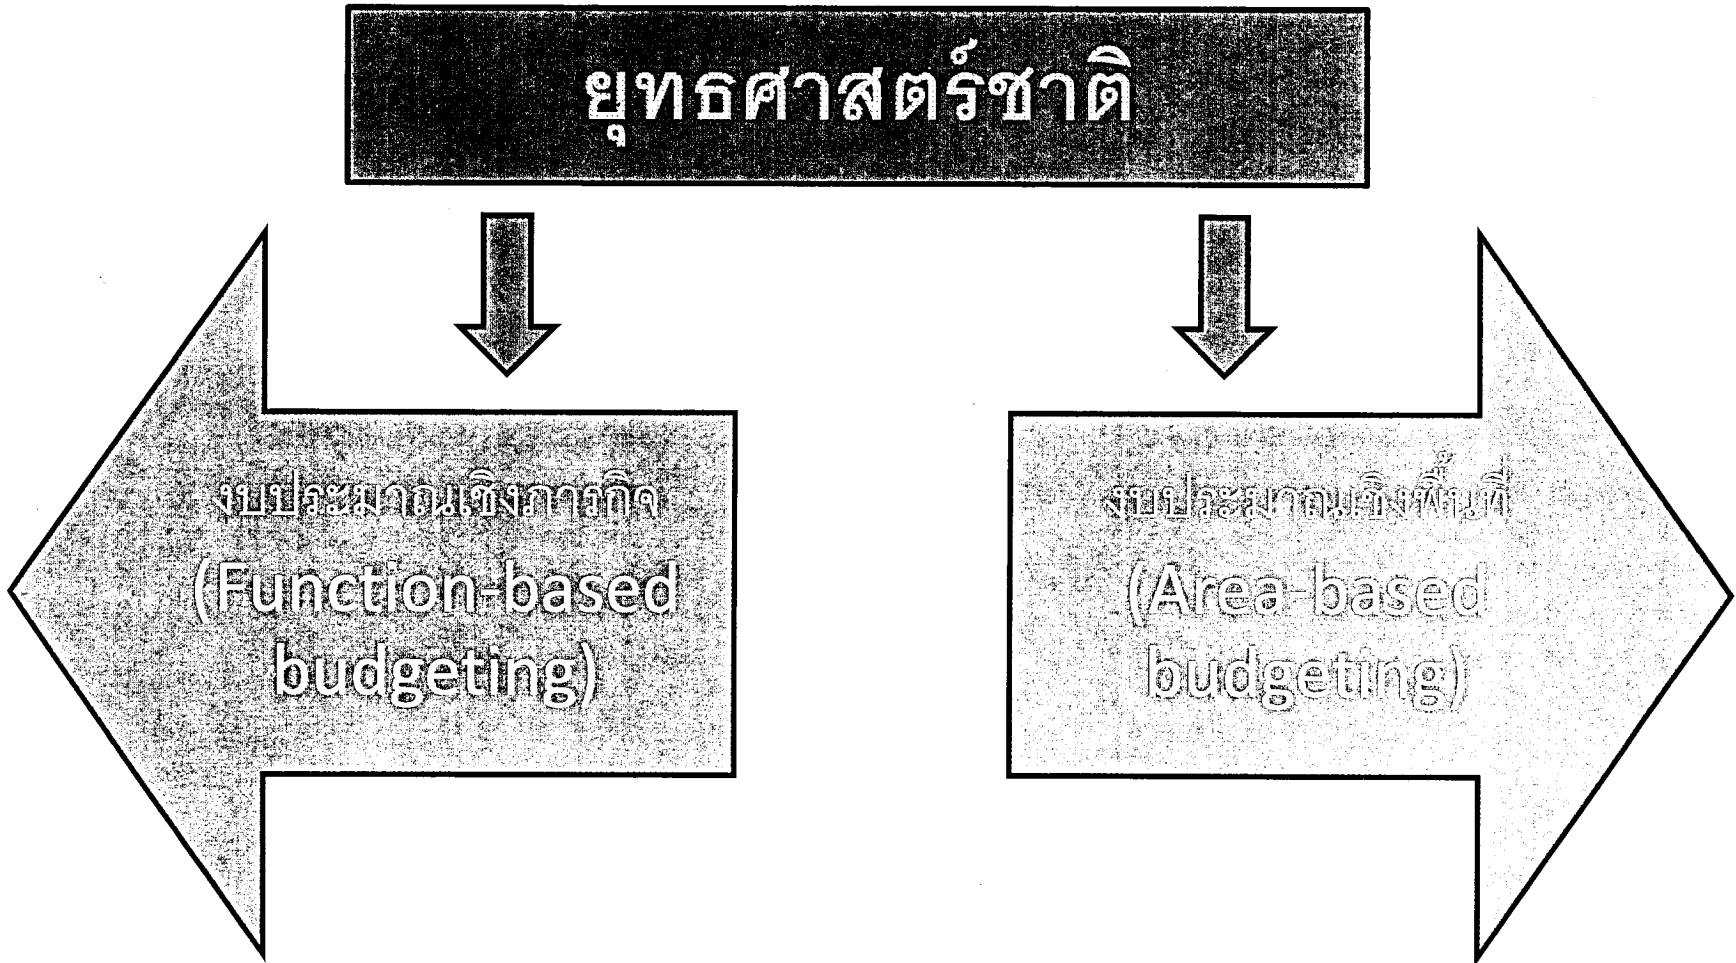 ยุทธศาสตร์ชาติ
งบประมาณเชิงภารกิจ
(Function-based
budgeting)
งบประมาณเชิงพื้นที่
(Area-based
budgeting)